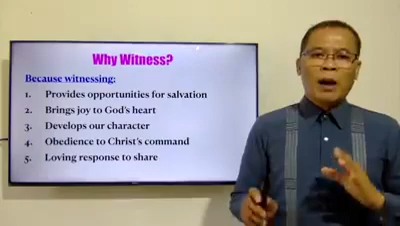 Why Witness?
Because witnessing:
1. Provides opportunities for salvation
2. Brings joy to God's heart
3. Develops our character
4. Obedience to Christ's command
5. Loving response to share